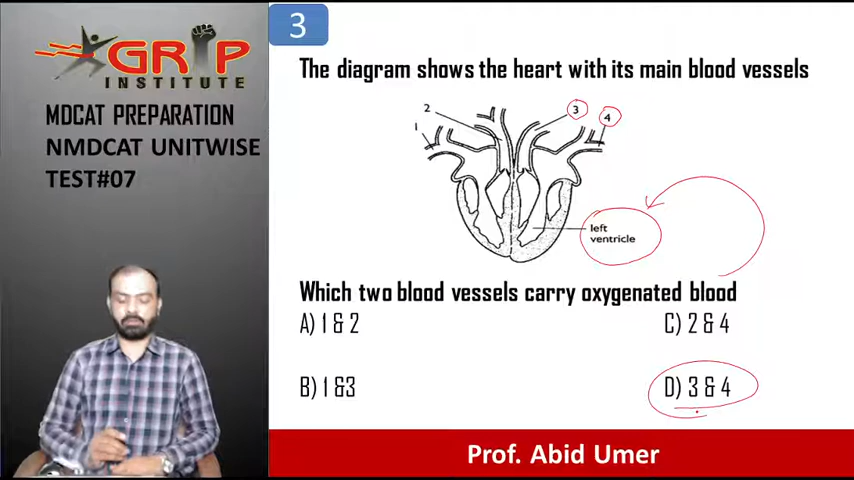 3
GRIP
INSTITUTE
MDCAT PREPARATION
NMDCAT UNITWISE
TEST#07
The diagram shows the heart with its main blood vessels
1
2
3
4
left
ventricle
Which two blood vessels carry oxygenated blood
A) 1 & 2
C) 2 & 4
B) 1 &3
D) 3 & 4
Prof. Abid Umer